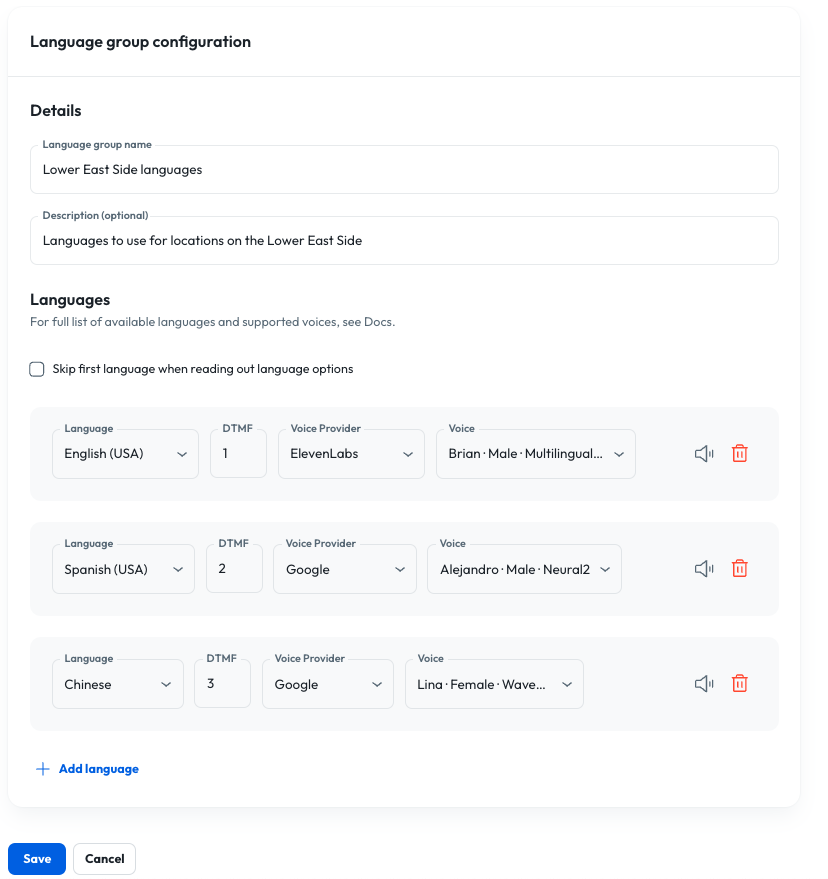 Language group configuration
Details
Language group name
Lower East Side languages
Description (optional)
Languages to use for locations on the Lower East Side
Languages
For full list of available languages and supported voices, see Docs.
Skip first language when reading out language options
Language DTMF Voice Provider Voice
English (USA) 1 ElevenLabs Brian · Male · Multilingual...
Language DTMF Voice Provider Voice
Spanish (USA) 2 Google Alejandro · Male · Neural2
Language DTMF Voice Provider Voice
Chinese 3 Google Lina · Female · Wave...
Add language
Save Cancel